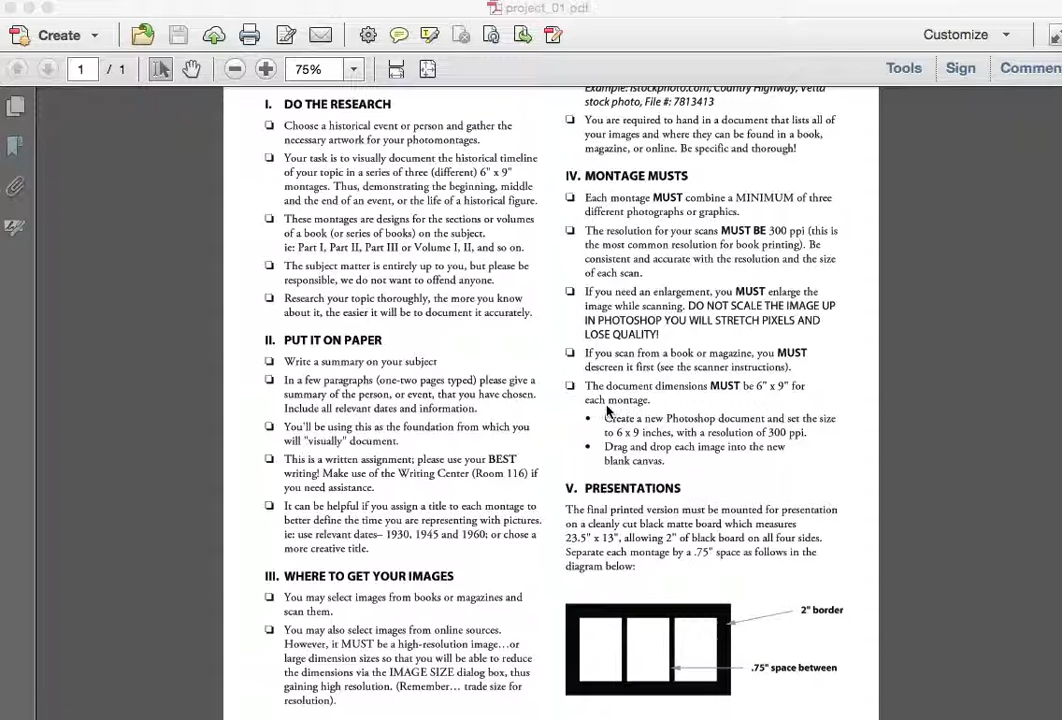 project_01 pdf
Create
Customize
1 / 1
75%
Tools
Sign
Commen
I. DO THE RESEARCH
Choose a historical event or person and gather the
necessary artwork for your photomontages.
Your task is to visually document the historical timeline
of your topic in a series of three (different) 6" x 9"
montages. Thus, demonstrating the beginning, middle
and the end of an event, or the life of a historical figure.
These montages are designs for the sections or volumes
of a book (or series of books) on the subject.
ie: Part I, Part II, Part III or Volume I, II, and so on.
The subject matter is entirely up to you, but please be
responsible, we do not want to offend anyone.
Research your topic thoroughly, the more you know
about it, the easier it will be to document it accurately.
II. PUT IT ON PAPER
Write a summary on your subject
In a few paragraphs (one-two pages typed) please give a
summary of the person, or event, that you have chosen.
Include all relevant dates and information.
You'll be using this as the foundation from which you
will "visually" document.
This is a written assignment; please use your BEST
writing! Make use of the Writing Center (Room 116) if
you need assistance.
It can be helpful if you assign a title to each montage to
better define the time you are representing with pictures.
ie: use relevant dates– 1930, 1945 and 1960; or chose a
more creative title.
III. WHERE TO GET YOUR IMAGES
You may select images from books or magazines and
scan them.
You may also select images from online sources.
However, it MUST be a high-resolution image…or
large dimension sizes so that you will be able to reduce
the dimensions via the IMAGE SIZE dialog box, thus
gaining high resolution. (Remember… trade size for
resolution).
Example: istockphoto.com, Country Highway, Vetta
stock photo, File #: 7813413
You are required to hand in a document that lists all of
your images and where they can be found in a book,
magazine, or online. Be specific and thorough!
IV. MONTAGE MUSTS
Each montage MUST combine a MINIMUM of three
different photographs or graphics.
The resolution for your scans MUST BE 300 ppi (this is
the most common resolution for book printing). Be
consistent and accurate with the resolution and the size
of each scan.
If you need an enlargement, you MUST enlarge the
image while scanning. DO NOT SCALE THE IMAGE UP
IN PHOTOSHOP YOU WILL STRETCH PIXELS AND
LOSE QUALITY!
If you scan from a book or magazine, you MUST
descreen it first (see the scanner instructions).
The document dimensions MUST be 6" x 9" for
each montage.
• Create a new Photoshop document and set the size
to 6 x 9 inches, with a resolution of 300 ppi.
• Drag and drop each image into the new
blank canvas.
V. PRESENTATIONS
The final printed version must be mounted for presentation
on a cleanly cut black matte board which measures
23.5" x 13", allowing 2" of black board on all four sides.
Separate each montage by a .75" space as follows in the
diagram below:
2" border
.75" space between